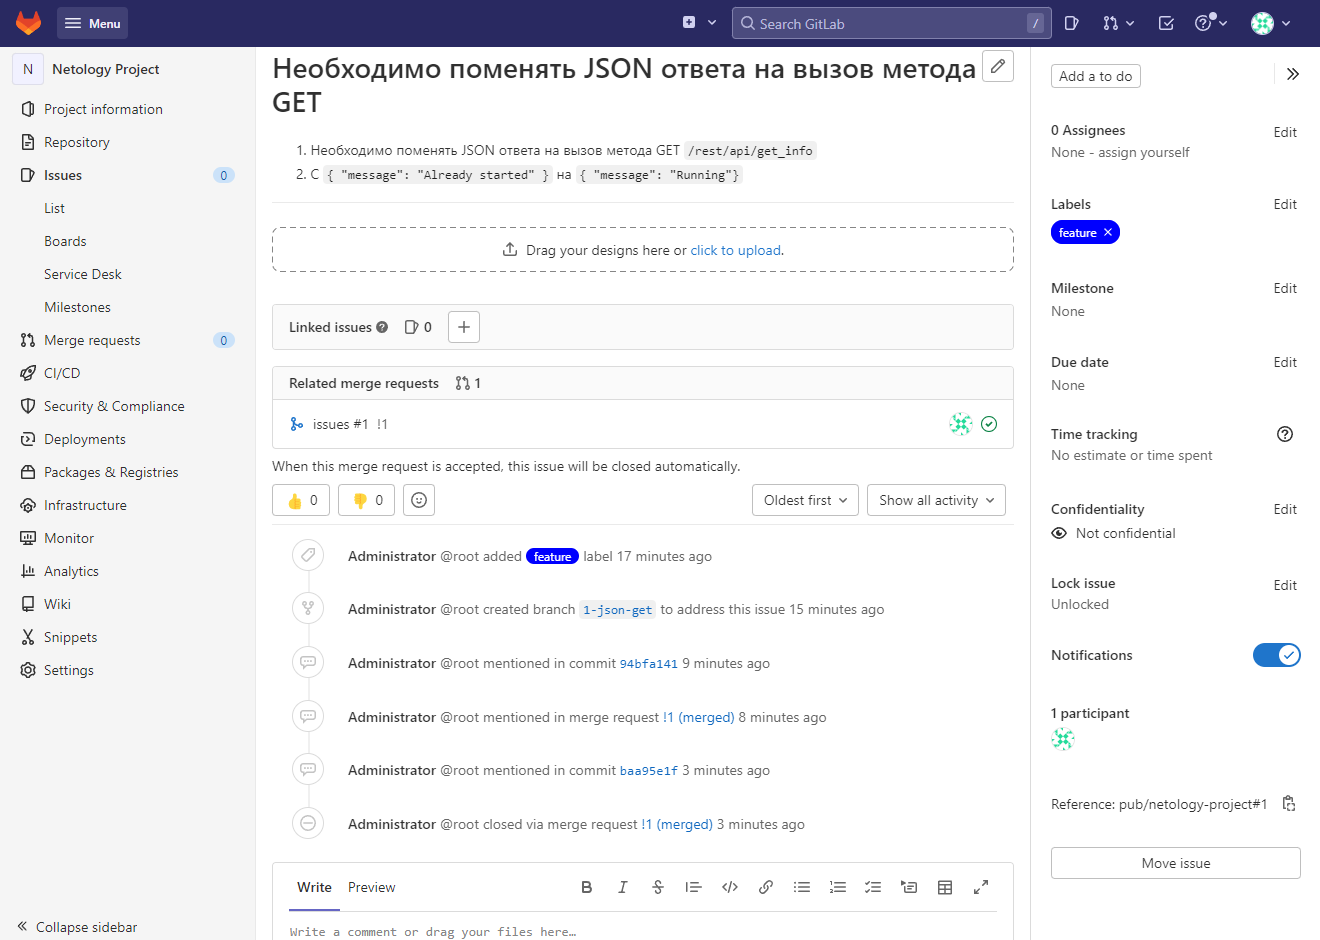 Menu
Search GitLab
/
N
Netology Project
Project information
Repository
Issues
0
List
Boards
Service Desk
Milestones
Merge requests
0
CI/CD
Security & Compliance
Deployments
Packages & Registries
Infrastructure
Monitor
Analytics
Wiki
Snippets
Settings
Collapse sidebar
Необходимо поменять JSON ответа на вызов метода
GET
1. Необходимо поменять JSON ответа на вызов метода GET /rest/api/get_info
2. С { "message": "Already started" } на { "message": "Running"}
Drag your designs here or click to upload.
Linked issues
0
Related merge requests
1
issues #1 !1
When this merge request is accepted, this issue will be closed automatically.
0
0
Oldest first
Show all activity
Administrator @root added feature label 17 minutes ago
Administrator @root created branch 1-json-get to address this issue 15 minutes ago
Administrator @root mentioned in commit 94bfa141 9 minutes ago
Administrator @root mentioned in merge request !1 (merged) 8 minutes ago
Administrator @root mentioned in commit baa95e1f 3 minutes ago
Administrator @root closed via merge request !1 (merged) 3 minutes ago
Write
Preview
Write a comment or drag your files here…
Add a to do
0 Assignees
Edit
None - assign yourself
Labels
Edit
feature
Milestone
Edit
None
Due date
Edit
None
Time tracking
No estimate or time spent
Confidentiality
Edit
Not confidential
Lock issue
Edit
Unlocked
Notifications
1 participant
Reference: pub/netology-project#1
Move issue